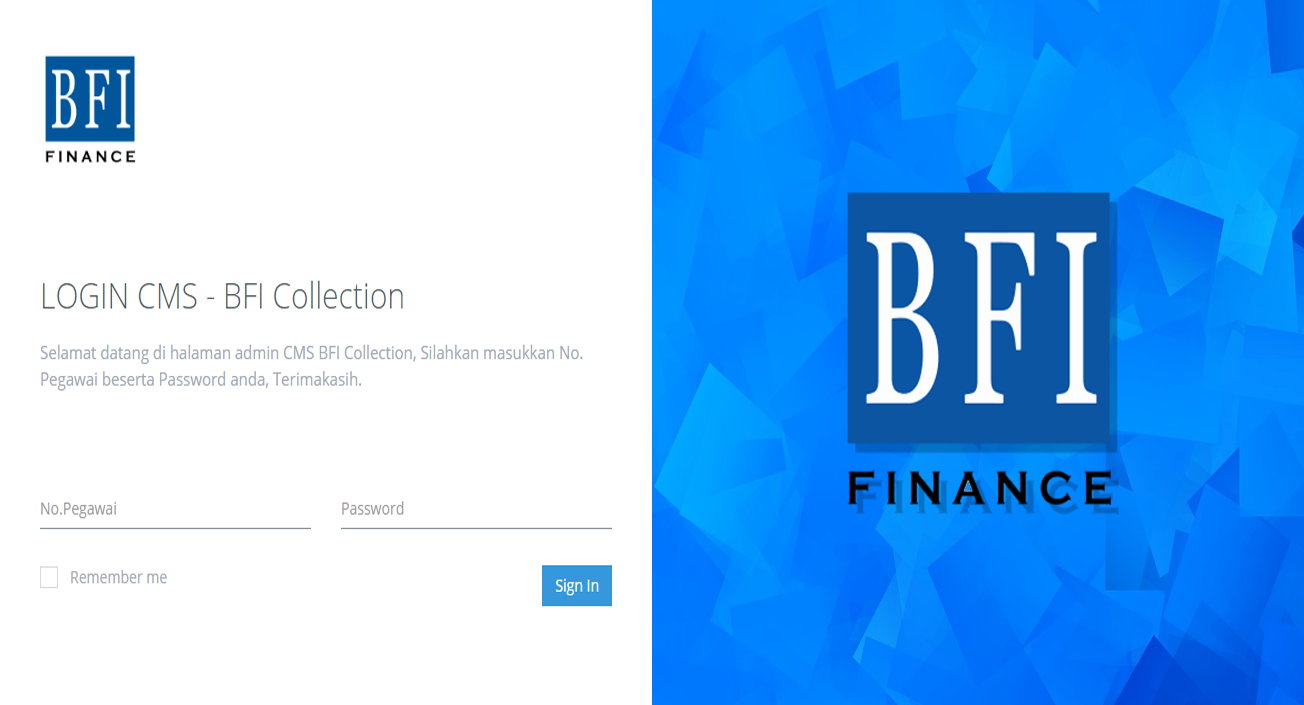 BFI
FINANCE
LOGIN CMS - BFI Collection
Selamat datang di halaman admin CMS BFI Collection, Silahkan masukkan No.
Pegawai beserta Password anda, Terimakasih.
No.Pegawai
Password
Remember me
Sign In
BFI
FINANCE